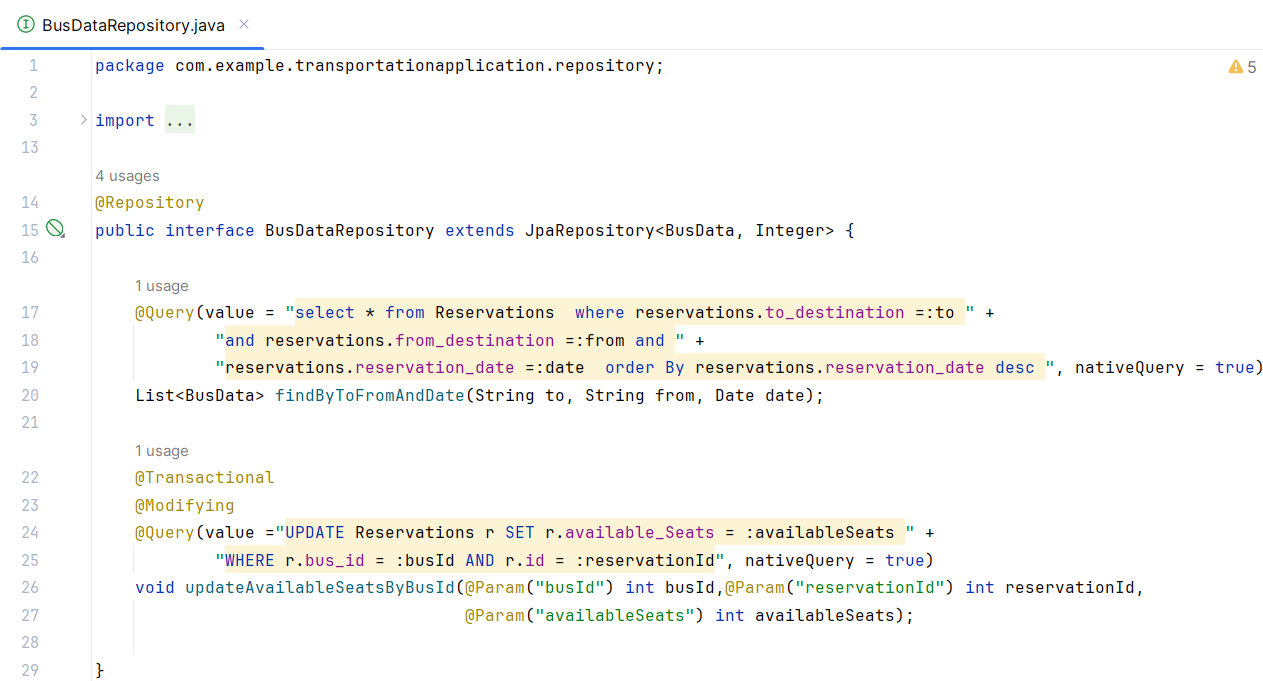 BusDataRepository.java ×
⚠ 5
1 package com.example.transportationapplication.repository;
2
3 import ...
13
4 usages
14 @Repository
15 public interface BusDataRepository extends JpaRepository<BusData, Integer> {
16
1 usage
17 @Query(value = "select * from Reservations  where reservations.to_destination =:to " +
18 "and reservations.from_destination =:from and " +
19 "reservations.reservation_date =:date  order By reservations.reservation_date desc ", nativeQuery = true)
20 List<BusData> findByToFromAndDate(String to, String from, Date date);
21
1 usage
22 @Transactional
23 @Modifying
24 @Query(value ="UPDATE Reservations r SET r.available_Seats = :availableSeats " +
25 "WHERE r.bus_id = :busId AND r.id = :reservationId", nativeQuery = true)
26 void updateAvailableSeatsByBusId(@Param("busId") int busId,@Param("reservationId") int reservationId,
27 @Param("availableSeats") int availableSeats);
28
29 }